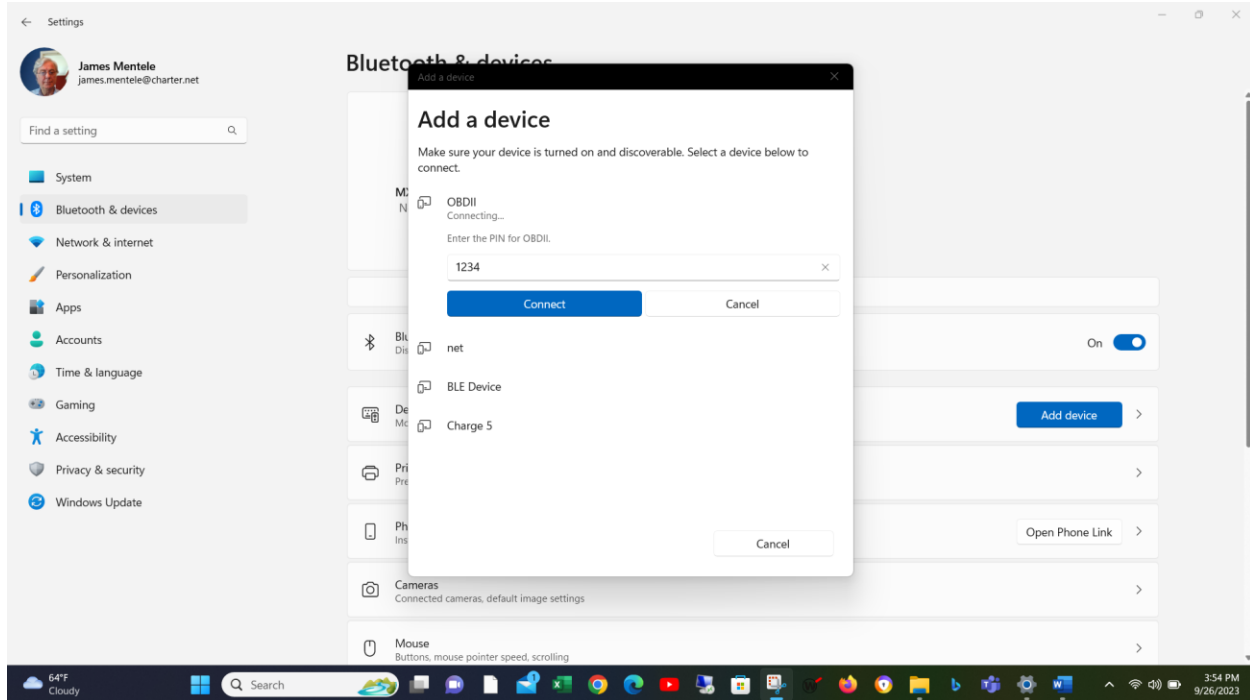 Settings
James Mentele
james.mentele@charter.net
Find a setting
System
Bluetooth & devices
Network & internet
Personalization
Apps
Accounts
Time & language
Gaming
Accessibility
Privacy & security
Windows Update
Bluetooth & devices
Add a device
Add a device
Make sure your device is turned on and discoverable. Select a device below to
connect.
OBDII
Connecting...
Enter the PIN for OBDII.
1234
Connect
Cancel
net
BLE Device
Charge 5
Cancel
On
Add device
Open Phone Link
Cameras
Connected cameras, default image settings
Mouse
Buttons, mouse pointer speed, scrolling
64°F
Cloudy
Search
3:54 PM
9/26/2023